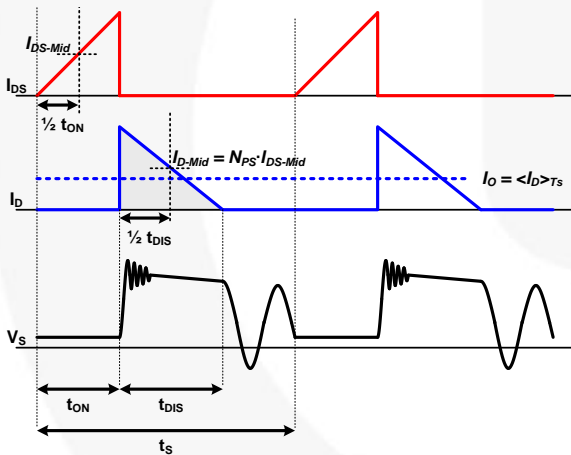 I_DS-Mid
I_DS
½ t_ON
I_D-Mid = N_PS·I_DS-Mid
I_O = <I_D>_Ts
I_D
½ t_DIS
V_S
t_ON
t_DIS
t_S